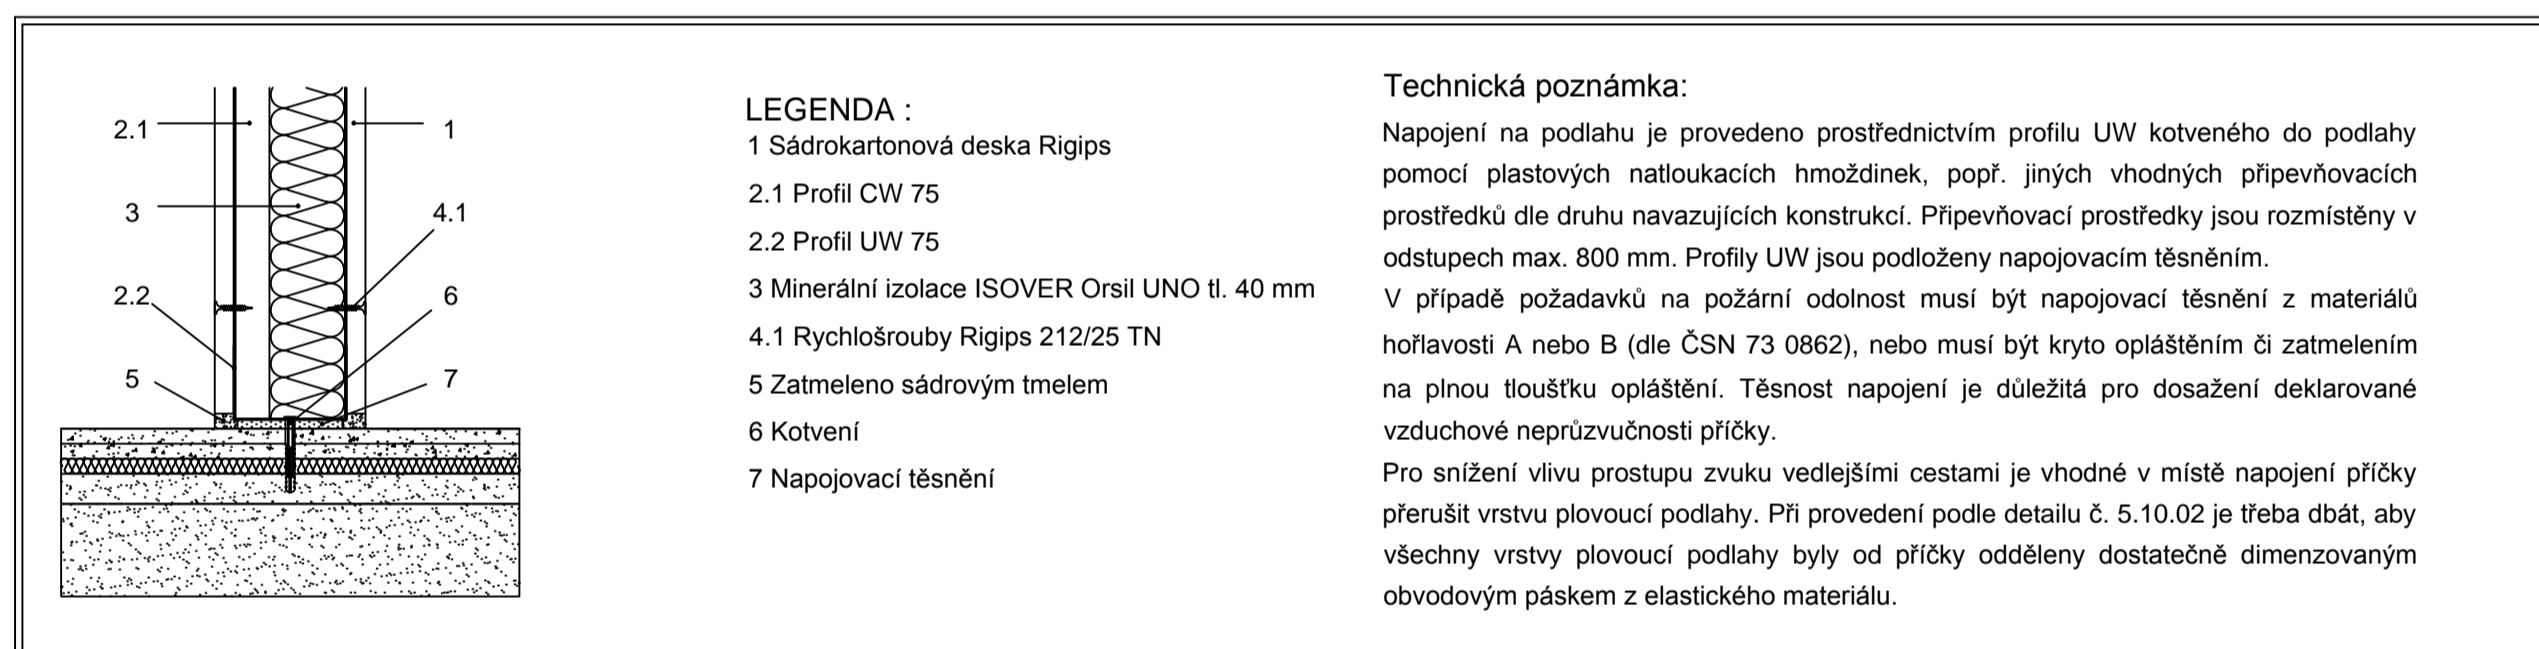 2.1
1
3
4.1
2.2
6
5
7
LEGENDA :
1 Sádrokartonová deska Rigips
2.1 Profil CW 75
2.2 Profil UW 75
3 Minerální izolace ISOVER Orsil UNO tl. 40 mm
4.1 Rychlošrouby Rigips 212/25 TN
5 Zatmeleno sádrovým tmelem
6 Kotvení
7 Napojovací těsnění
Technická poznámka:
Napojení na podlahu je provedeno prostřednictvím profilu UW kotveného do podlahy
pomocí plastových natloukacích hmoždinek, popř. jiných vhodných připevňovacích
prostředků dle druhu navazujících konstrukcí. Připevňovací prostředky jsou rozmístěny v
odstupech max. 800 mm. Profily UW jsou podloženy napojovacím těsněním.
V případě požadavků na požární odolnost musí být napojovací těsnění z materiálů
hořlavosti A nebo B (dle ČSN 73 0862), nebo musí být kryto opláštěním či zatmelením
na plnou tloušťku opláštění. Těsnost napojení je důležitá pro dosažení deklarované
vzduchové neprůzvučnosti příčky.
Pro snížení vlivu prostupu zvuku vedlejšími cestami je vhodné v místě napojení příčky
přerušit vrstvu plovoucí podlahy. Při provedení podle detailu č. 5.10.02 je třeba dbát, aby
všechny vrstvy plovoucí podlahy byly od příčky odděleny dostatečně dimenzovaným
obvodovým páskem z elastického materiálu.